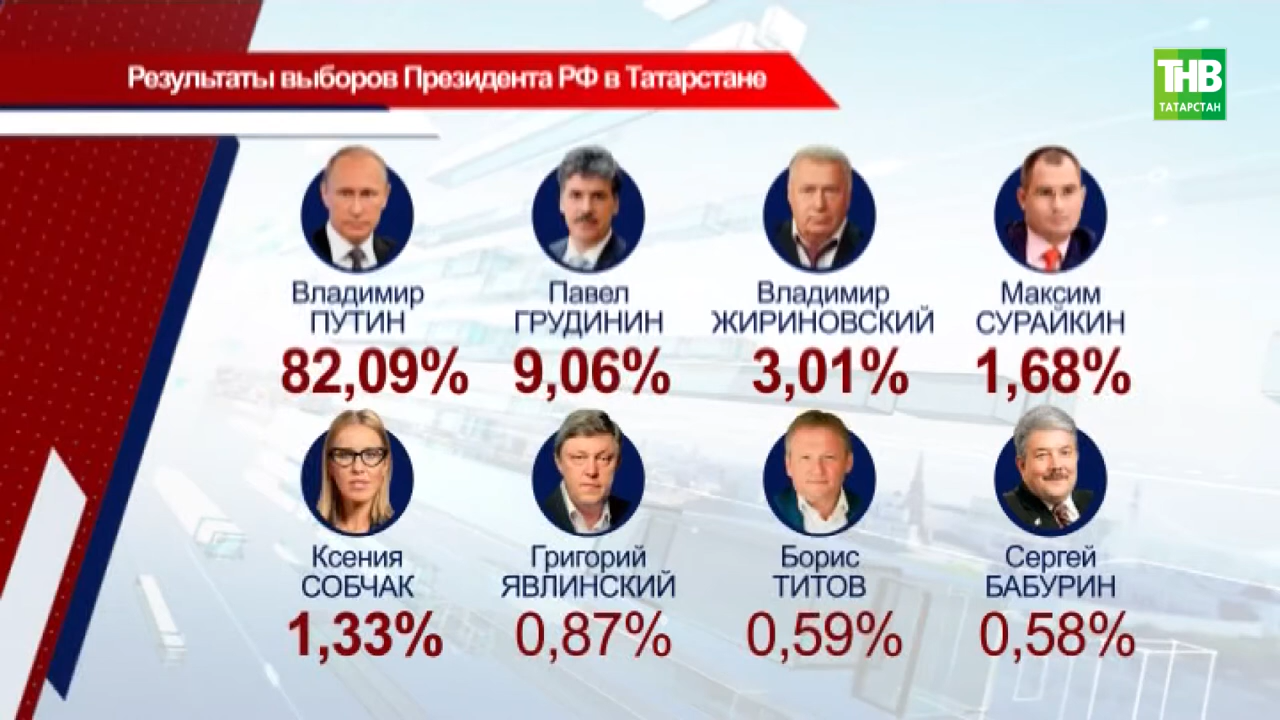 Результаты выборов Президента РФ в Татарстане
ТНВ
ТАТАРСТАН
Владимир
ПУТИН
82,09%
Павел
ГРУДИНИН
9,06%
Владимир
ЖИРИНОВСКИЙ
3,01%
Максим
СУРАЙКИН
1,68%
Ксения
СОБЧАК
1,33%
Григорий
ЯВЛИНСКИЙ
0,87%
Борис
ТИТОВ
0,59%
Сергей
БАБУРИН
0,58%